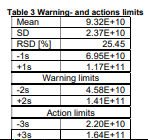 Table 3 Warning- and actions limits
Mean 9.32E+10
SD 2.37E+10
RSD [%] 25.45
-1s 6.95E+10
+1s 1.17E+11
Warning limits
-2s 4.58E+10
+2s 1.41E+11
Action limits
-3s 2.20E+10
+3s 1.64E+11